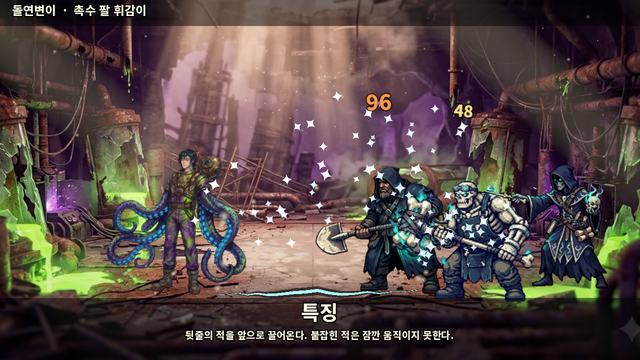 돌연변이 · 촉수 팔 휘감이
96
48
특징
뒷줄의 적을 앞으로 끌어온다. 붙잡힌 적은 잠깐 움직이지 못한다.